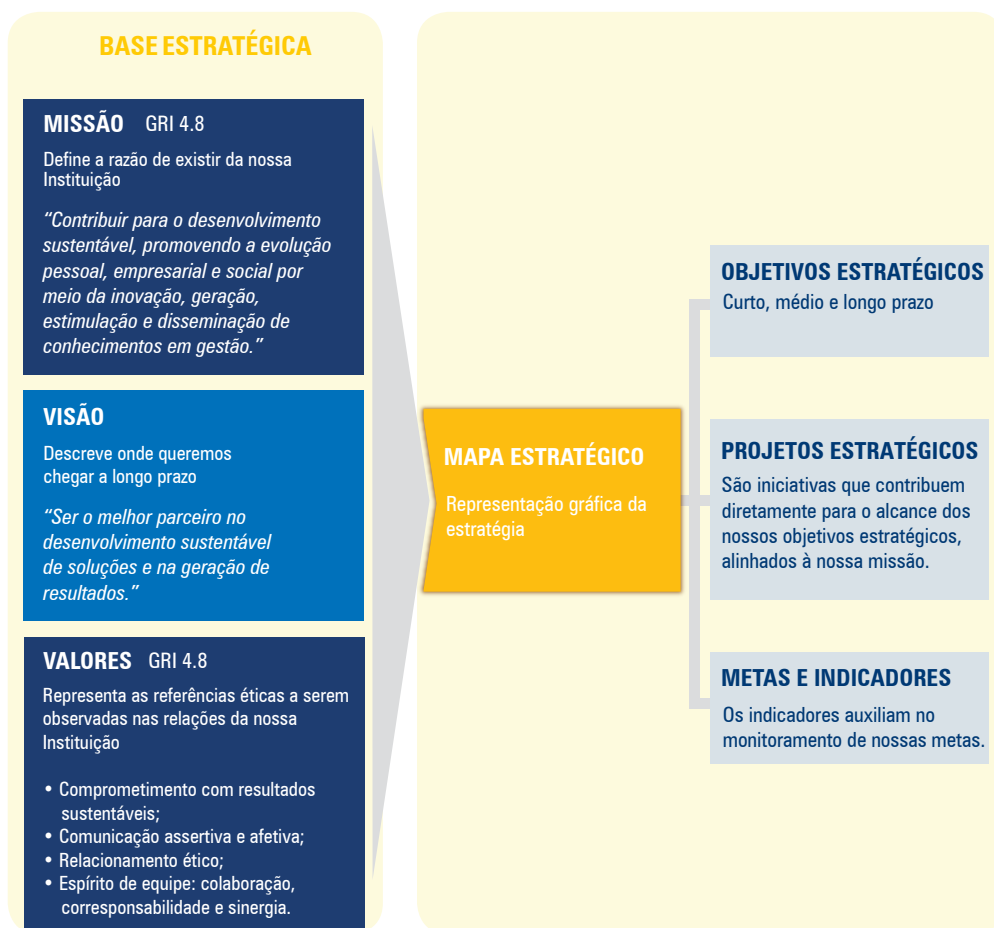 BASE ESTRATÉGICA
MISSÃO GRI 4.8
Define a razão de existir da nossa
Instituição
“Contribuir para o desenvolvimento
sustentável, promovendo a evolução
pessoal, empresarial e social por
meio da inovação, geração,
estimulação e disseminação de
conhecimentos em gestão.”
VISÃO
Descreve onde queremos
chegar a longo prazo
“Ser o melhor parceiro no
desenvolvimento sustentável
de soluções e na geração de
resultados.”
VALORES GRI 4.8
Representa as referências éticas a serem
observadas nas relações da nossa
Instituição
• Comprometimento com resultados
sustentáveis;
• Comunicação assertiva e afetiva;
• Relacionamento ético;
• Espírito de equipe: colaboração,
corresponsabilidade e sinergia.
MAPA ESTRATÉGICO
Representação gráfica da
estratégia
OBJETIVOS ESTRATÉGICOS
Curto, médio e longo prazo
PROJETOS ESTRATÉGICOS
São iniciativas que contribuem
diretamente para o alcance dos
nossos objetivos estratégicos,
alinhados à nossa missão.
METAS E INDICADORES
Os indicadores auxiliam no
monitoramento de nossas metas.